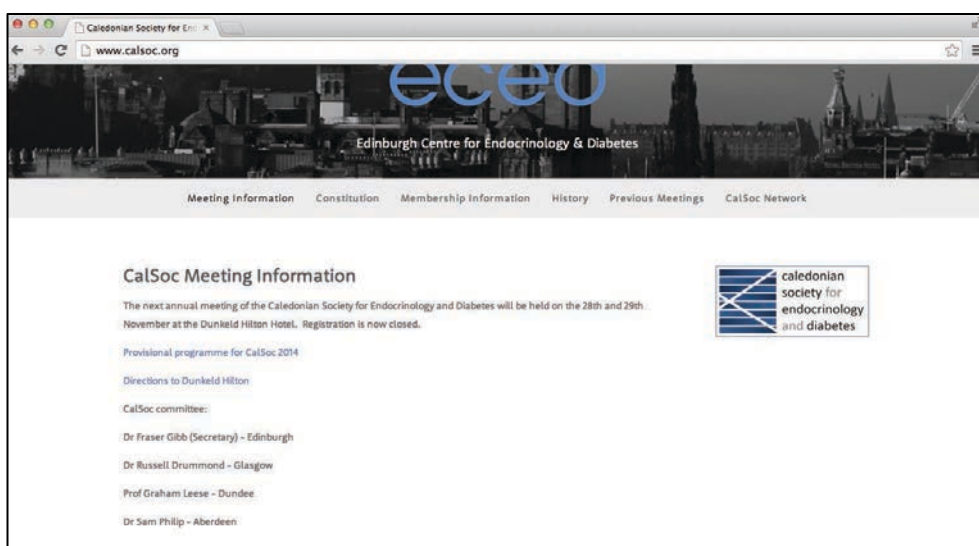 Caledonian Society for En
www.calsoc.org
eced
Edinburgh Centre for Endocrinology & Diabetes
Meeting Information Constitution Membership Information History Previous Meetings CalSoc Network
CalSoc Meeting Information
The next annual meeting of the Caledonian Society for Endocrinology and Diabetes will be held on the 28th and 29th
November at the Dunkeld Hilton Hotel. Registration is now closed.
Provisional programme for CalSoc 2014
Directions to Dunkeld Hilton
CalSoc committee:
Dr Fraser Gibb (Secretary) - Edinburgh
Dr Russell Drummond - Glasgow
Prof Graham Leese - Dundee
Dr Sam Philip - Aberdeen
caledonian
society for
endocrinology
and diabetes